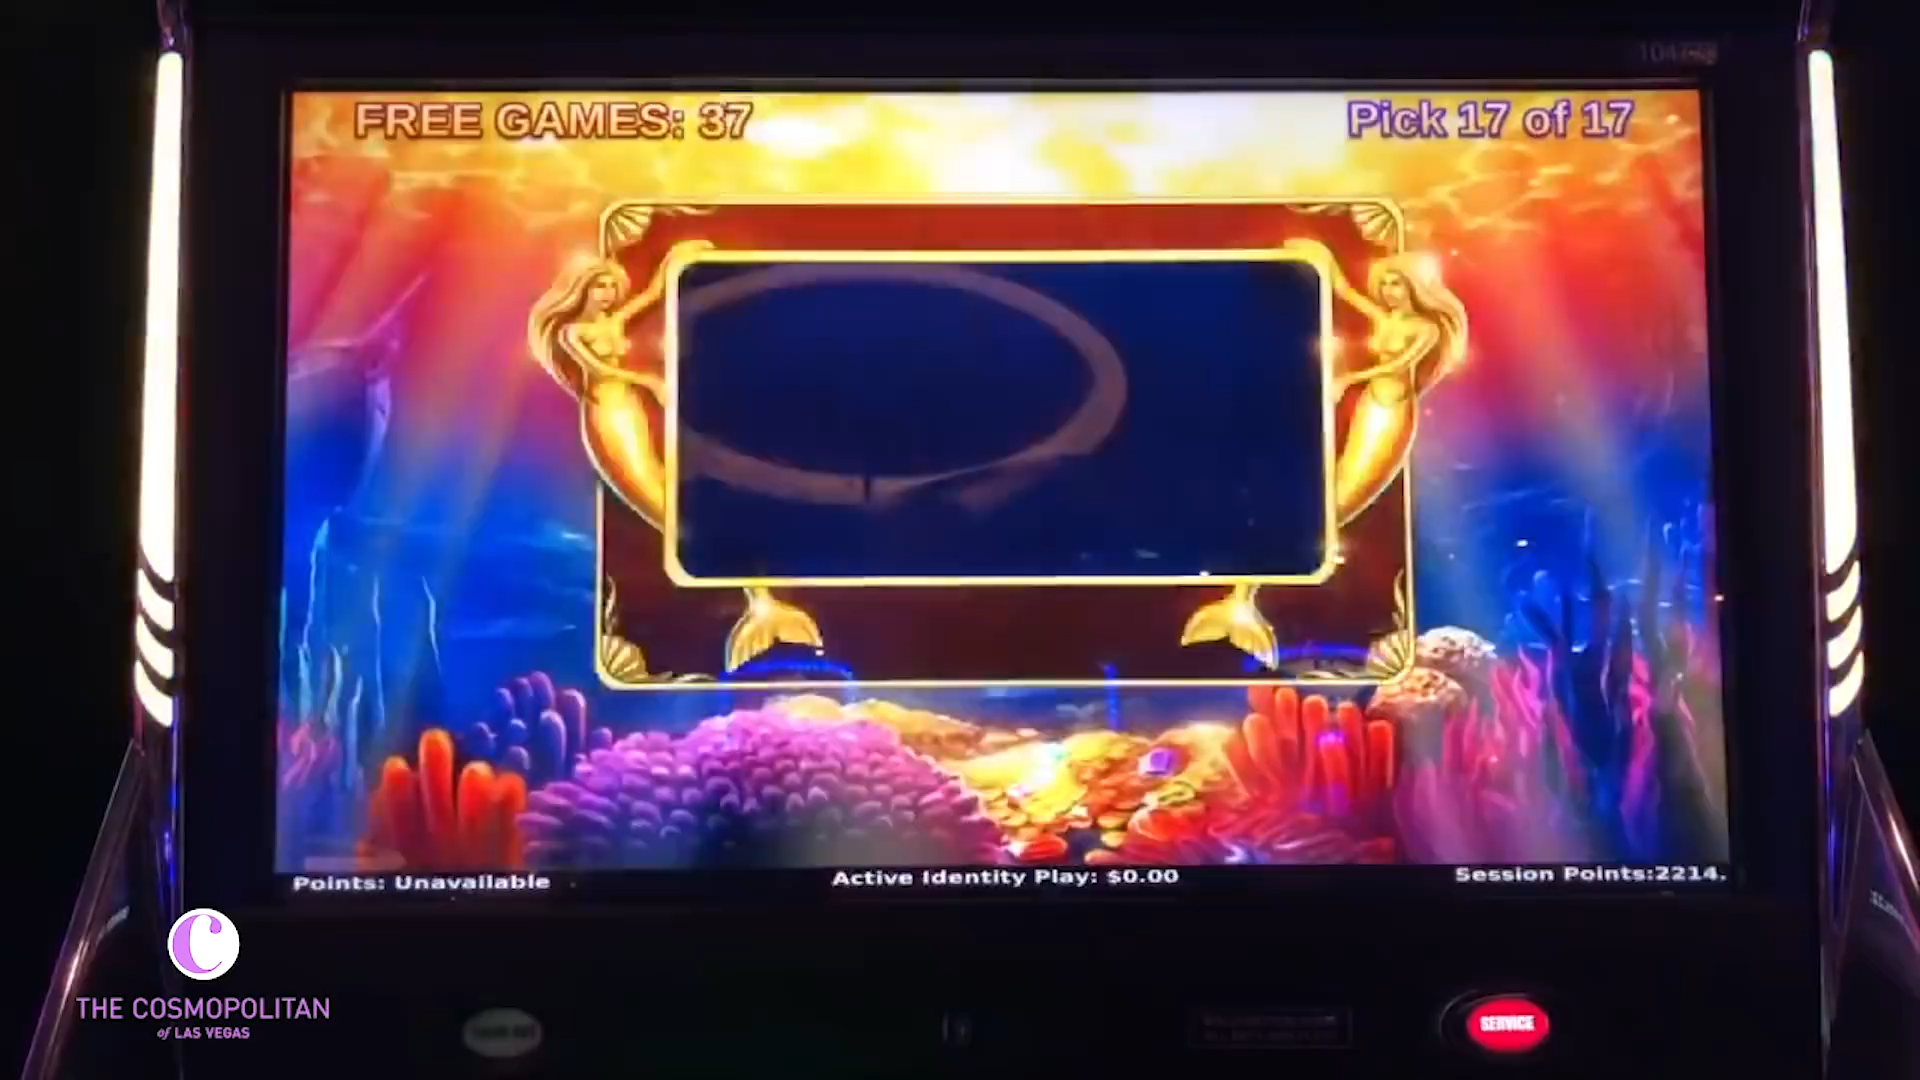 FREE GAMES: 37
Pick 17 of 17
Points: Unavailable
Active Identity Play: $0.00
Session Points:2214.
C
THE COSMOPOLITAN
of LAS VEGAS
SERVICE